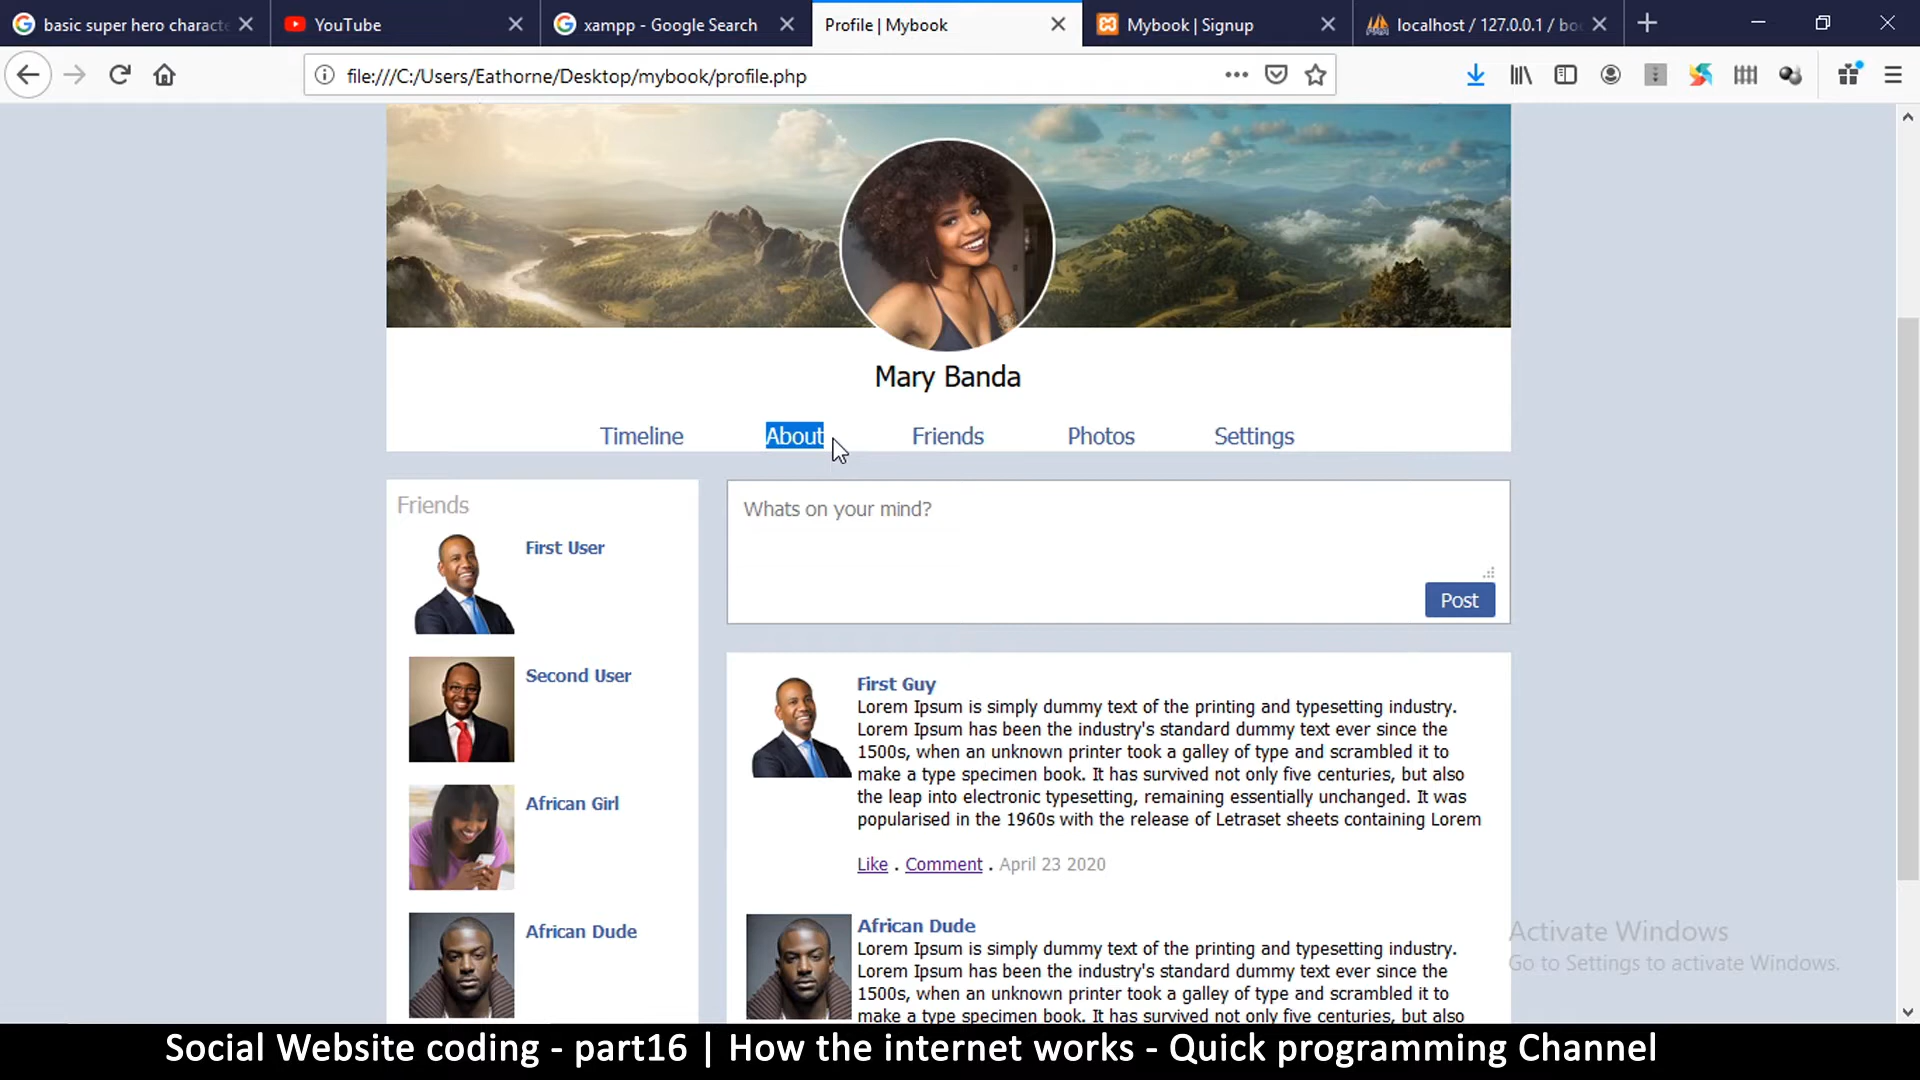 basic super hero characte
YouTube
xampp - Google Search
Profile | Mybook
Mybook | Signup
localhost / 127.0.0.1 / boo
file:///C:/Users/Eathorne/Desktop/mybook/profile.php
Mary Banda
Timeline About Friends Photos Settings
Friends
First User
Second User
African Girl
African Dude
Whats on your mind?
Post
First Guy
Lorem Ipsum is simply dummy text of the printing and typesetting industry.
Lorem Ipsum has been the industry's standard dummy text ever since the
1500s, when an unknown printer took a galley of type and scrambled it to
make a type specimen book. It has survived not only five centuries, but also
the leap into electronic typesetting, remaining essentially unchanged. It was
popularised in the 1960s with the release of Letraset sheets containing Lorem
Like . Comment . April 23 2020
African Dude
Lorem Ipsum is simply dummy text of the printing and typesetting industry.
Lorem Ipsum has been the industry's standard dummy text ever since the
1500s, when an unknown printer took a galley of type and scrambled it to
make a type specimen book. It has survived not only five centuries, but also
Activate Windows
Go to Settings to activate Windows.
Social Website coding - part16 | How the internet works - Quick programming Channel